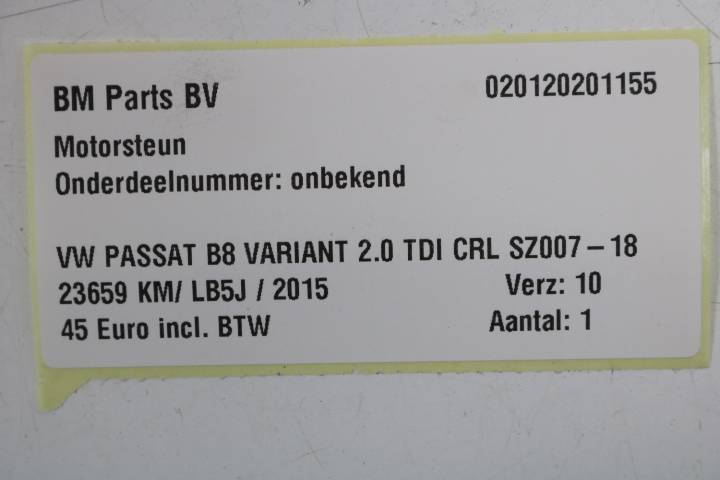 BM Parts BV 020120201155
Motorsteun
Onderdeelnummer: onbekend
VW PASSAT B8 VARIANT 2.0 TDI CRL SZ007-18
23659 KM/ LB5J / 2015 Verz: 10
45 Euro incl. BTW Aantal: 1